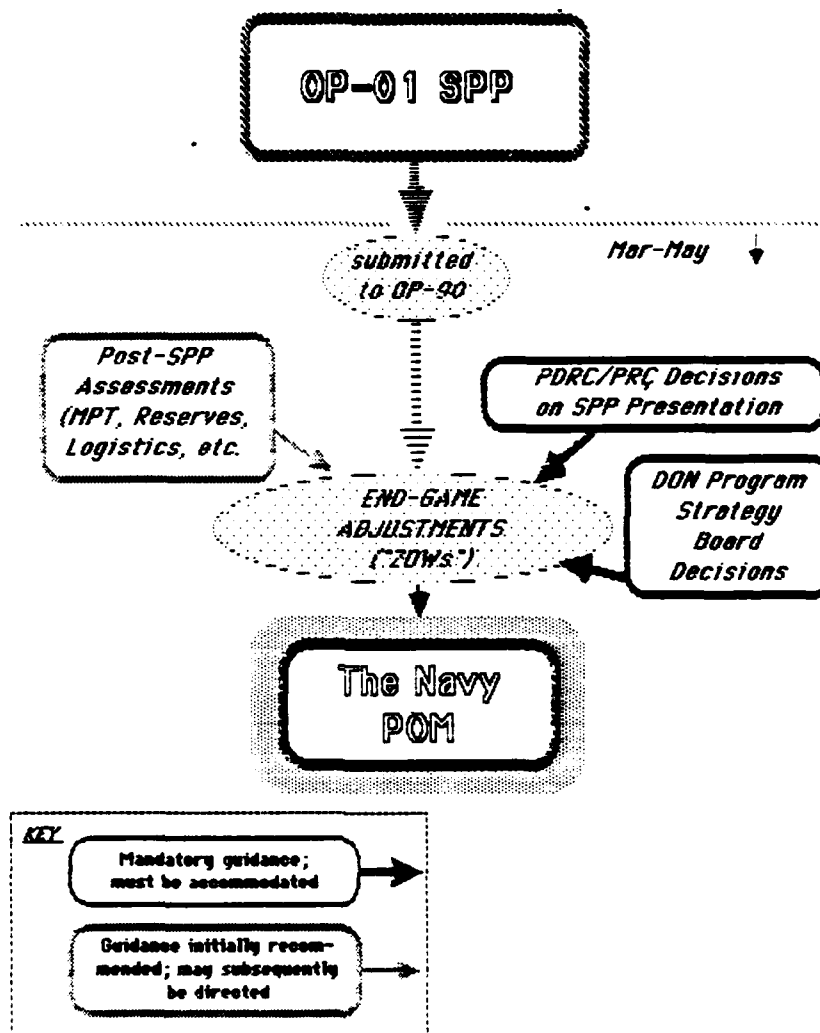 OP-01 SPP
submitted
to OP-90
Mar-May
Post-SPP
Assessments
(MPT, Reserves,
Logistics, etc.
PDRC/PRC Decisions
on SPP Presentation
END-GAME
ADJUSTMENTS
("ZOWs")
DON Program
Strategy
Board
Decisions
The Navy
POM
KEY
Mandatory guidance;
must be accommodated
Guidance initially recom-
mended; may subsequently
be directed